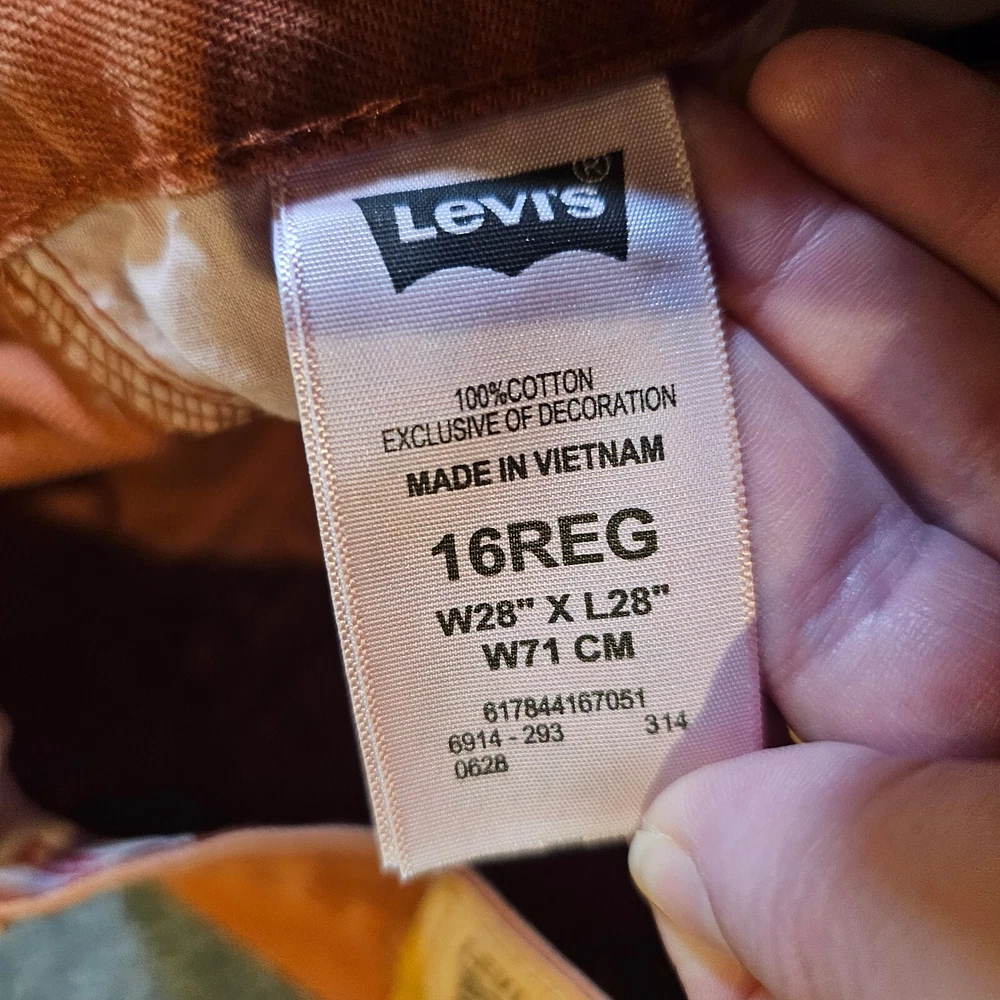 Levi's®
100%COTTON
EXCLUSIVE OF DECORATION
MADE IN VIETNAM
16REG
W28" X L28"
W71 CM
617844167051
6914 - 293 314
0628